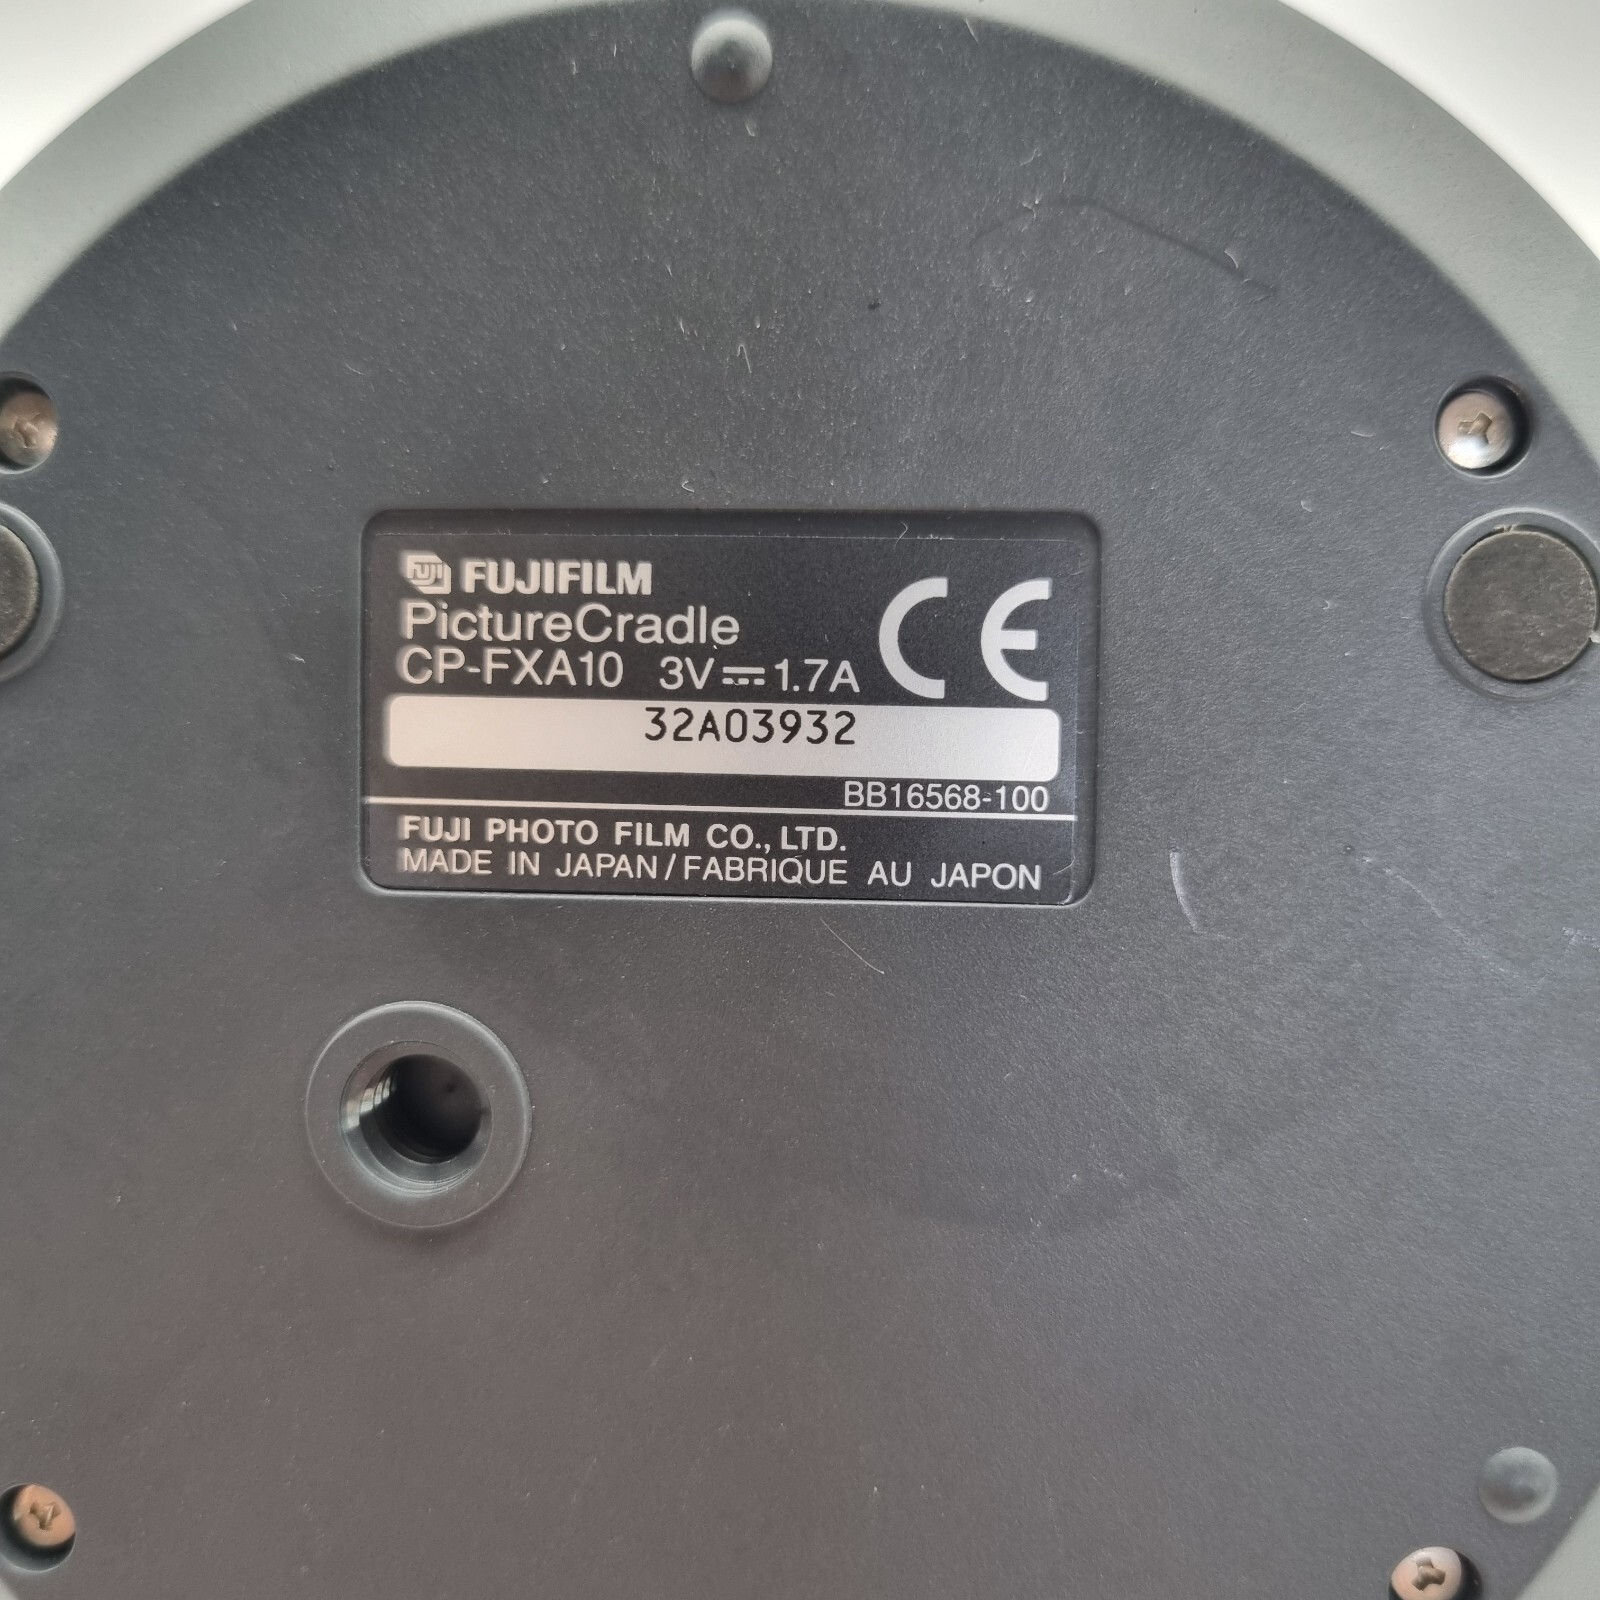 FUJI FUJIFILM
PictureCradle
CP-FXA10 3V⎓1.7A CE
32A03932
BB16568-100
FUJI PHOTO FILM CO., LTD.
MADE IN JAPAN/FABRIQUE AU JAPON